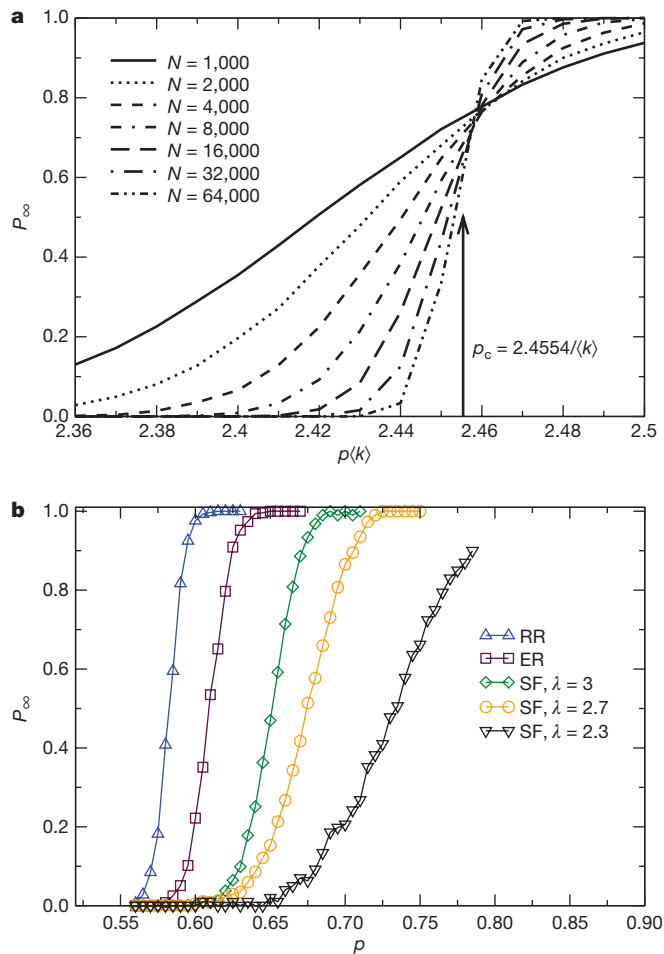 a
1.0
0.8
0.6
0.4
0.2
0.0
P∞
N = 1,000
N = 2,000
N = 4,000
N = 8,000
N = 16,000
N = 32,000
N = 64,000
pc = 2.4554/⟨k⟩
2.36 2.38 2.4 2.42 2.44 2.46 2.48 2.5
p⟨k⟩
b
1.0
0.8
0.6
0.4
0.2
0.0
P∞
RR
ER
SF, λ = 3
SF, λ = 2.7
SF, λ = 2.3
0.55 0.60 0.65 0.70 0.75 0.80 0.85 0.90
p